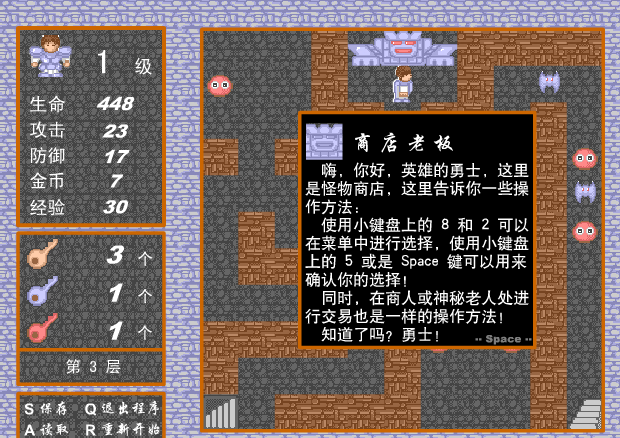 1 级
生命 448
攻击 23
防御 17
金币 7
经验 30
3 个
1 个
1 个
第 3 层
S 保存 Q 退出程序
A 读取 R 重新开始
商店老板
嗨，你好，英雄的勇士，这里
是怪物商店，这里告诉你一些操
作方法：
使用小键盘上的 8 和 2 可以
在菜单中进行选择，使用小键盘
上的 5 或是 Space 键可以用来
确认你的选择！
同时，在商人或神秘老人处进
行交易也是一样的操作方法！
知道了吗？勇士！
-- Space --